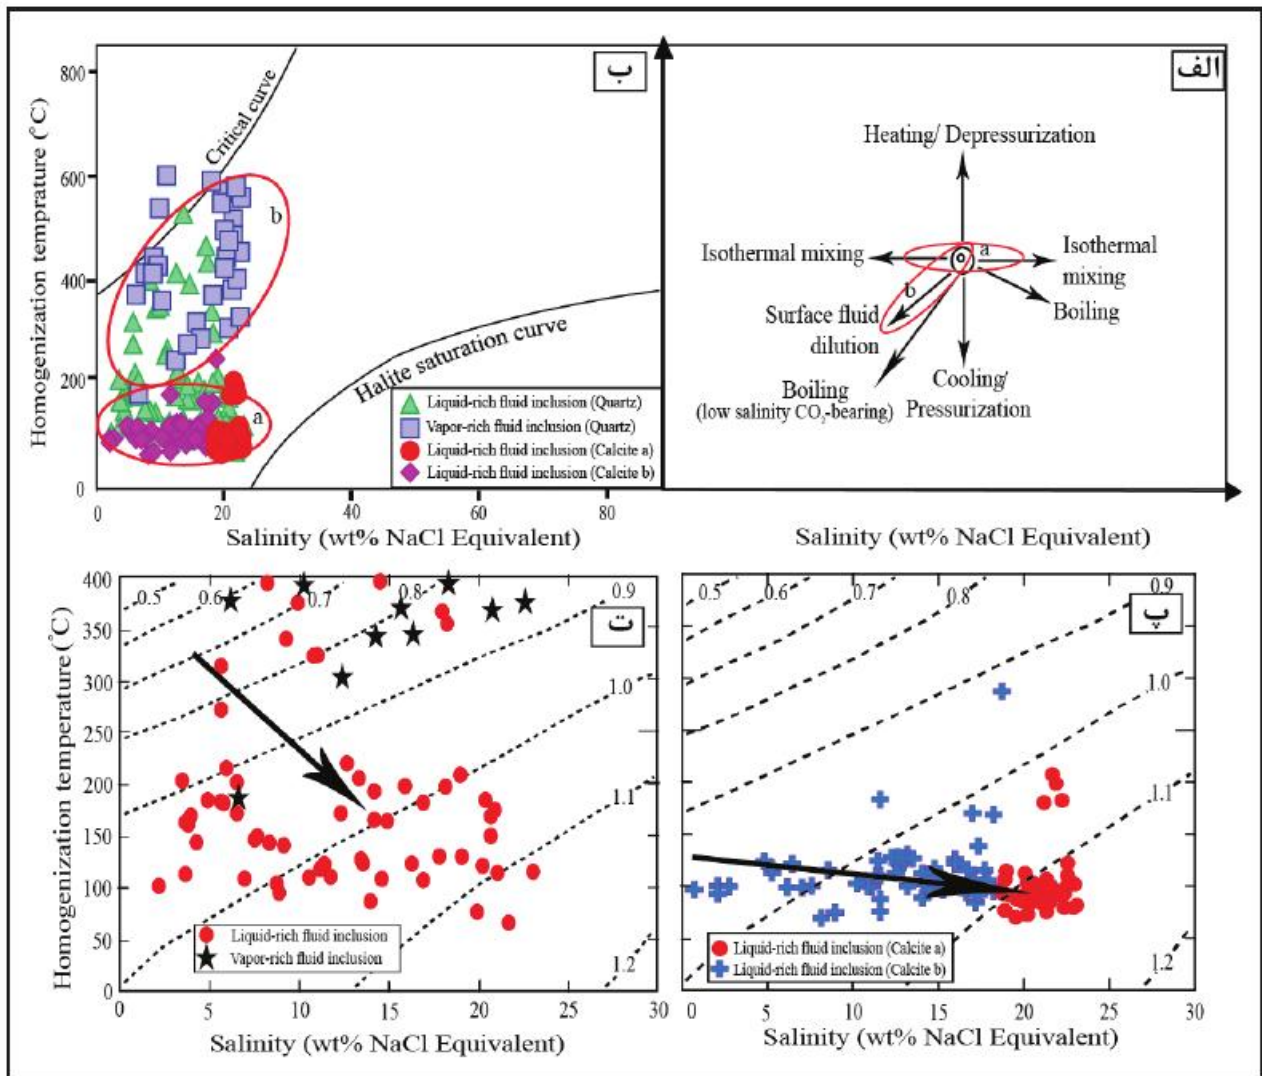 ب
Homogenization temprature (°C)
800
600
400
200
0
Critical curve
b
a
Halite saturation curve
Liquid-rich fluid inclusion (Quartz)
Vapor-rich fluid inclusion (Quartz)
Liquid-rich fluid inclusion (Calcite a)
Liquid-rich fluid inclusion (Calcite b)
0 20 40 60 80
Salinity (wt% NaCl Equivalent)
الف
Heating/ Depressurization
Isothermal mixing
a
Isothermal
mixing
b
Boiling
Surface fluid
dilution
Boiling
(low salinity CO₂-bearing)
Cooling/
Pressurization
Salinity (wt% NaCl Equivalent)
ت
Homogenization temperature (°C)
400
350
300
250
200
150
100
50
0
0.5 0.6 0.7 0.8 0.9
1.0
1.1
1.2
Liquid-rich fluid inclusion
Vapor-rich fluid inclusion
0 5 10 15 20 25 30
Salinity (wt% NaCl Equivalent)
پ
0.5 0.6 0.7 0.8 0.9
1.0
1.1
1.2
Liquid-rich fluid inclusion (Calcite a)
Liquid-rich fluid inclusion (Calcite b)
0 5 10 15 20 25 30
Salinity (wt% NaCl Equivalent)